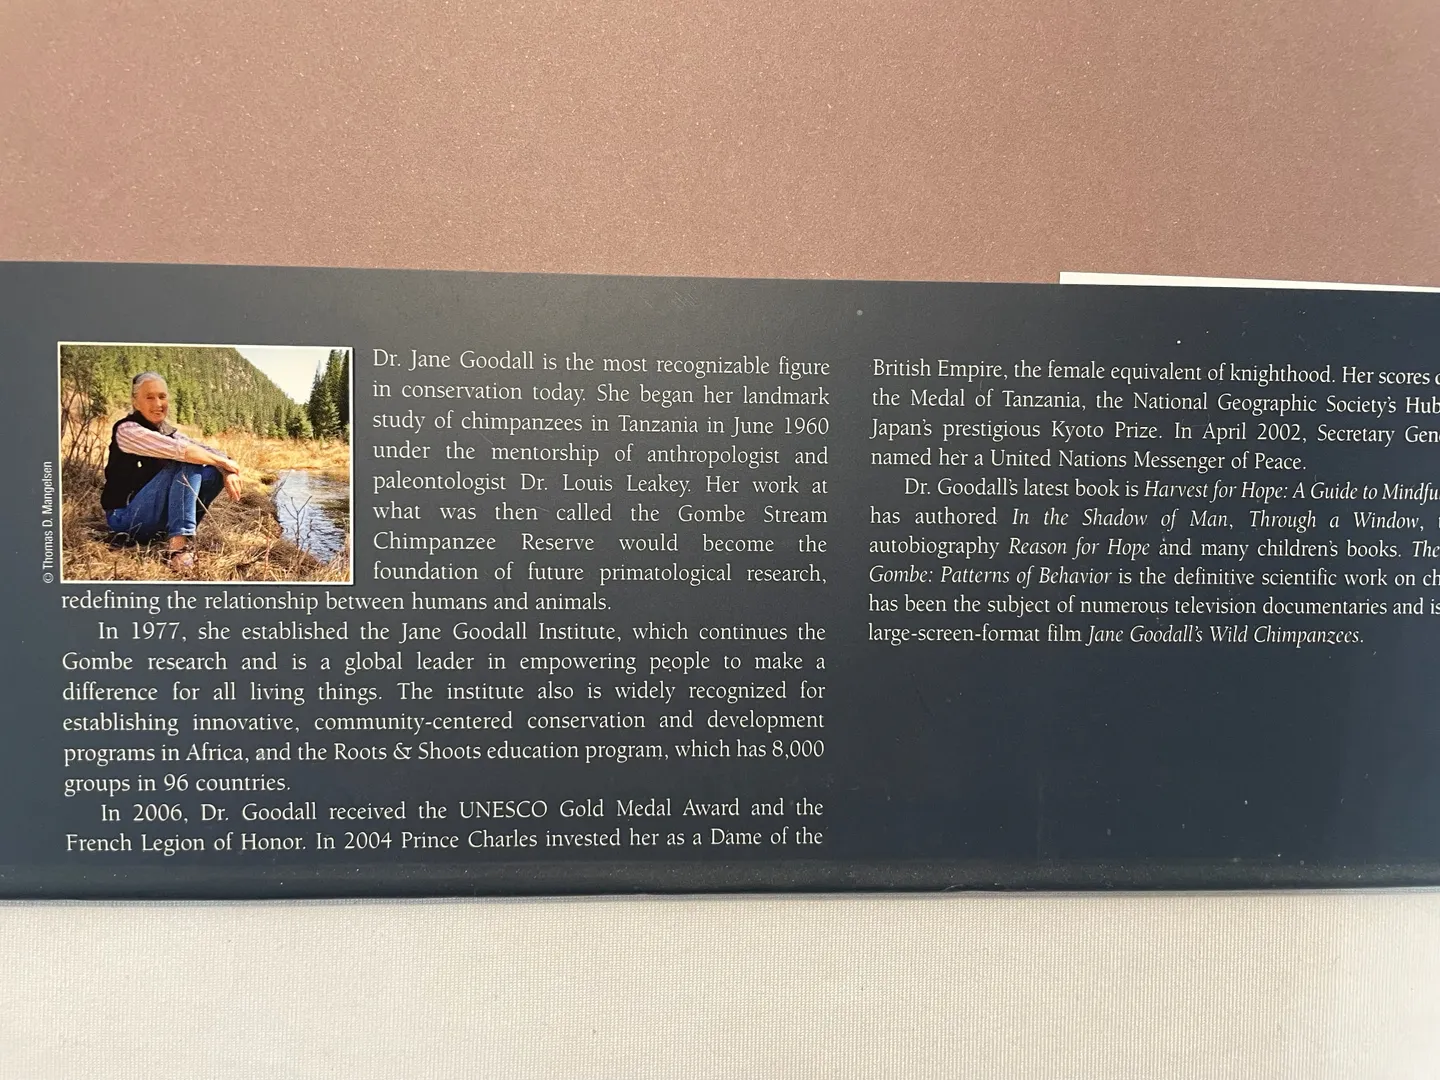 © Thomas D. Mangelsen
Dr. Jane Goodall is the most recognizable figure
in conservation today. She began her landmark
study of chimpanzees in Tanzania in June 1960
under the mentorship of anthropologist and
paleontologist Dr. Louis Leakey. Her work at
what was then called the Gombe Stream
Chimpanzee Reserve would become the
foundation of future primatological research,
redefining the relationship between humans and animals.
In 1977, she established the Jane Goodall Institute, which continues the
Gombe research and is a global leader in empowering people to make a
difference for all living things. The institute also is widely recognized for
establishing innovative, community-centered conservation and development
programs in Africa, and the Roots & Shoots education program, which has 8,000
groups in 96 countries.
In 2006, Dr. Goodall received the UNESCO Gold Medal Award and the
French Legion of Honor. In 2004 Prince Charles invested her as a Dame of the
British Empire, the female equivalent of knighthood. Her scores
the Medal of Tanzania, the National Geographic Society's Hub
Japan's prestigious Kyoto Prize. In April 2002, Secretary Gen
named her a United Nations Messenger of Peace.
Dr. Goodall's latest book is Harvest for Hope: A Guide to Mindfu
has authored In the Shadow of Man, Through a Window,
autobiography Reason for Hope and many children's books. The
Gombe: Patterns of Behavior is the definitive scientific work on ch
has been the subject of numerous television documentaries and is
large-screen-format film Jane Goodall's Wild Chimpanzees.